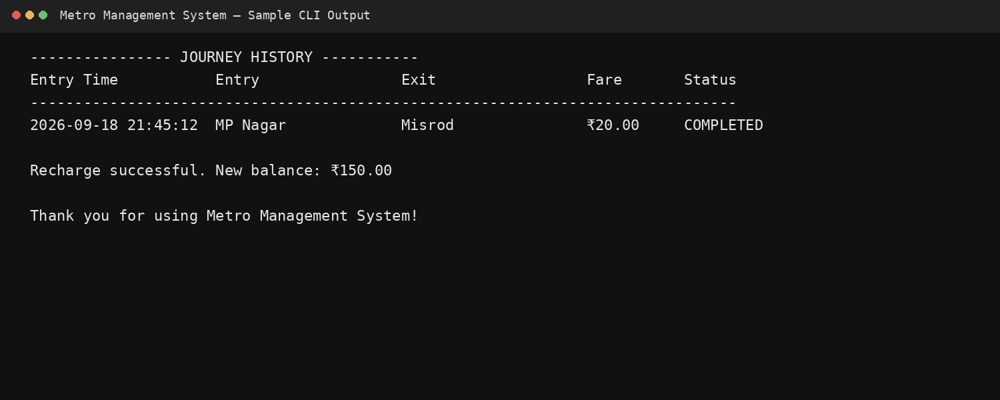 Metro Management System — Sample CLI Output
---------------- JOURNEY HISTORY -----------
Entry Time           Entry                Exit                 Fare       Status
--------------------------------------------------------------------------------
2026-09-18 21:45:12  MP Nagar             Misrod               ₹20.00     COMPLETED
Recharge successful. New balance: ₹150.00
Thank you for using Metro Management System!